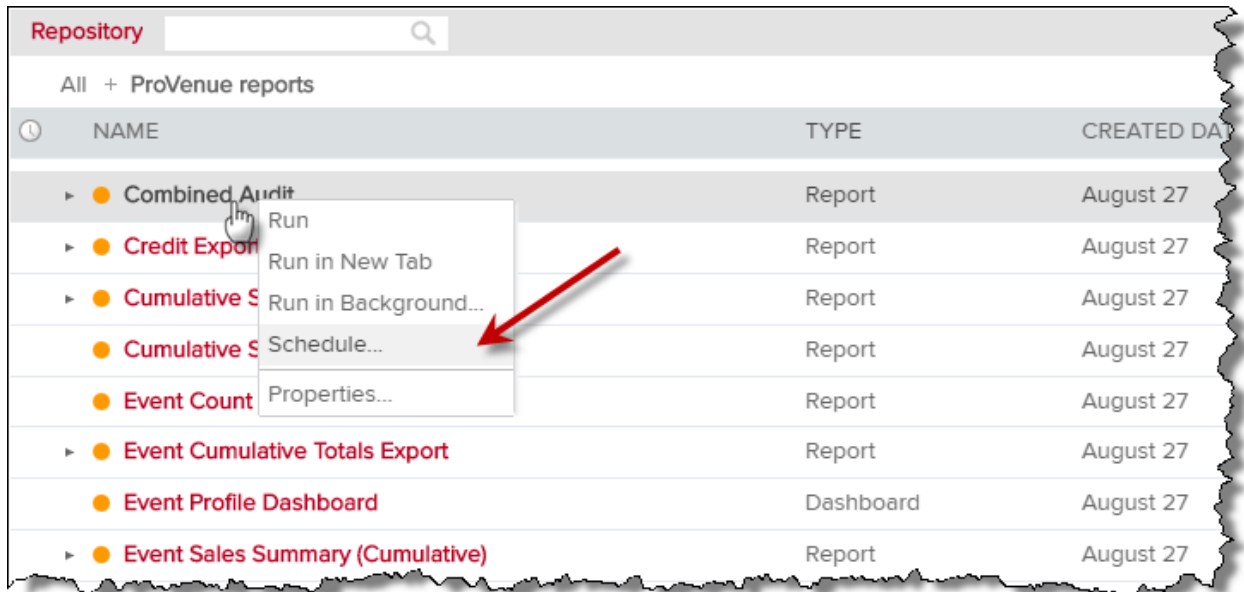 Repository
All + ProVenue reports
NAME TYPE CREATED DA
Combined Audit Report August 27
Run
Credit Export Report August 27
Run in New Tab
Cumulative S Report August 27
Run in Background...
Cumulative S Report August 27
Schedule...
Event Count Report August 27
Properties...
Event Cumulative Totals Export Report August 27
Event Profile Dashboard Dashboard August 27
Event Sales Summary (Cumulative) Report August 27